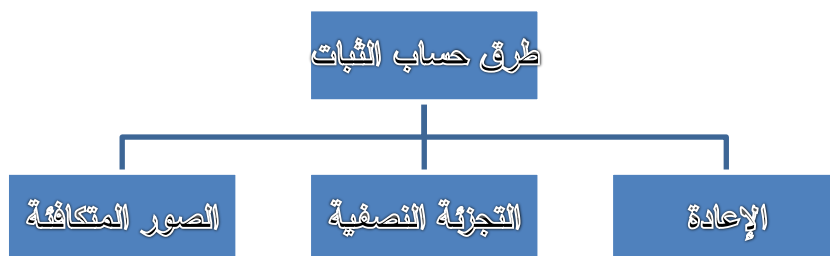 طرق حساب الثبات
الإعادة
التجزئة النصفية
الصور المتكافئة